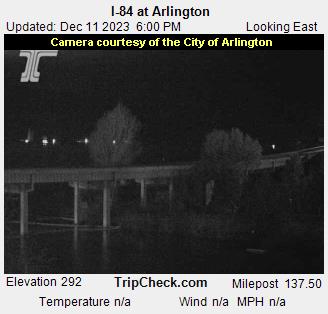 I-84 at Arlington
Updated: Dec 11 2023 6:00 PM Looking East
Camera courtesy of the City of Arlington
Elevation 292 TripCheck.com Milepost 137.50
Temperature n/a Wind n/a MPH n/a